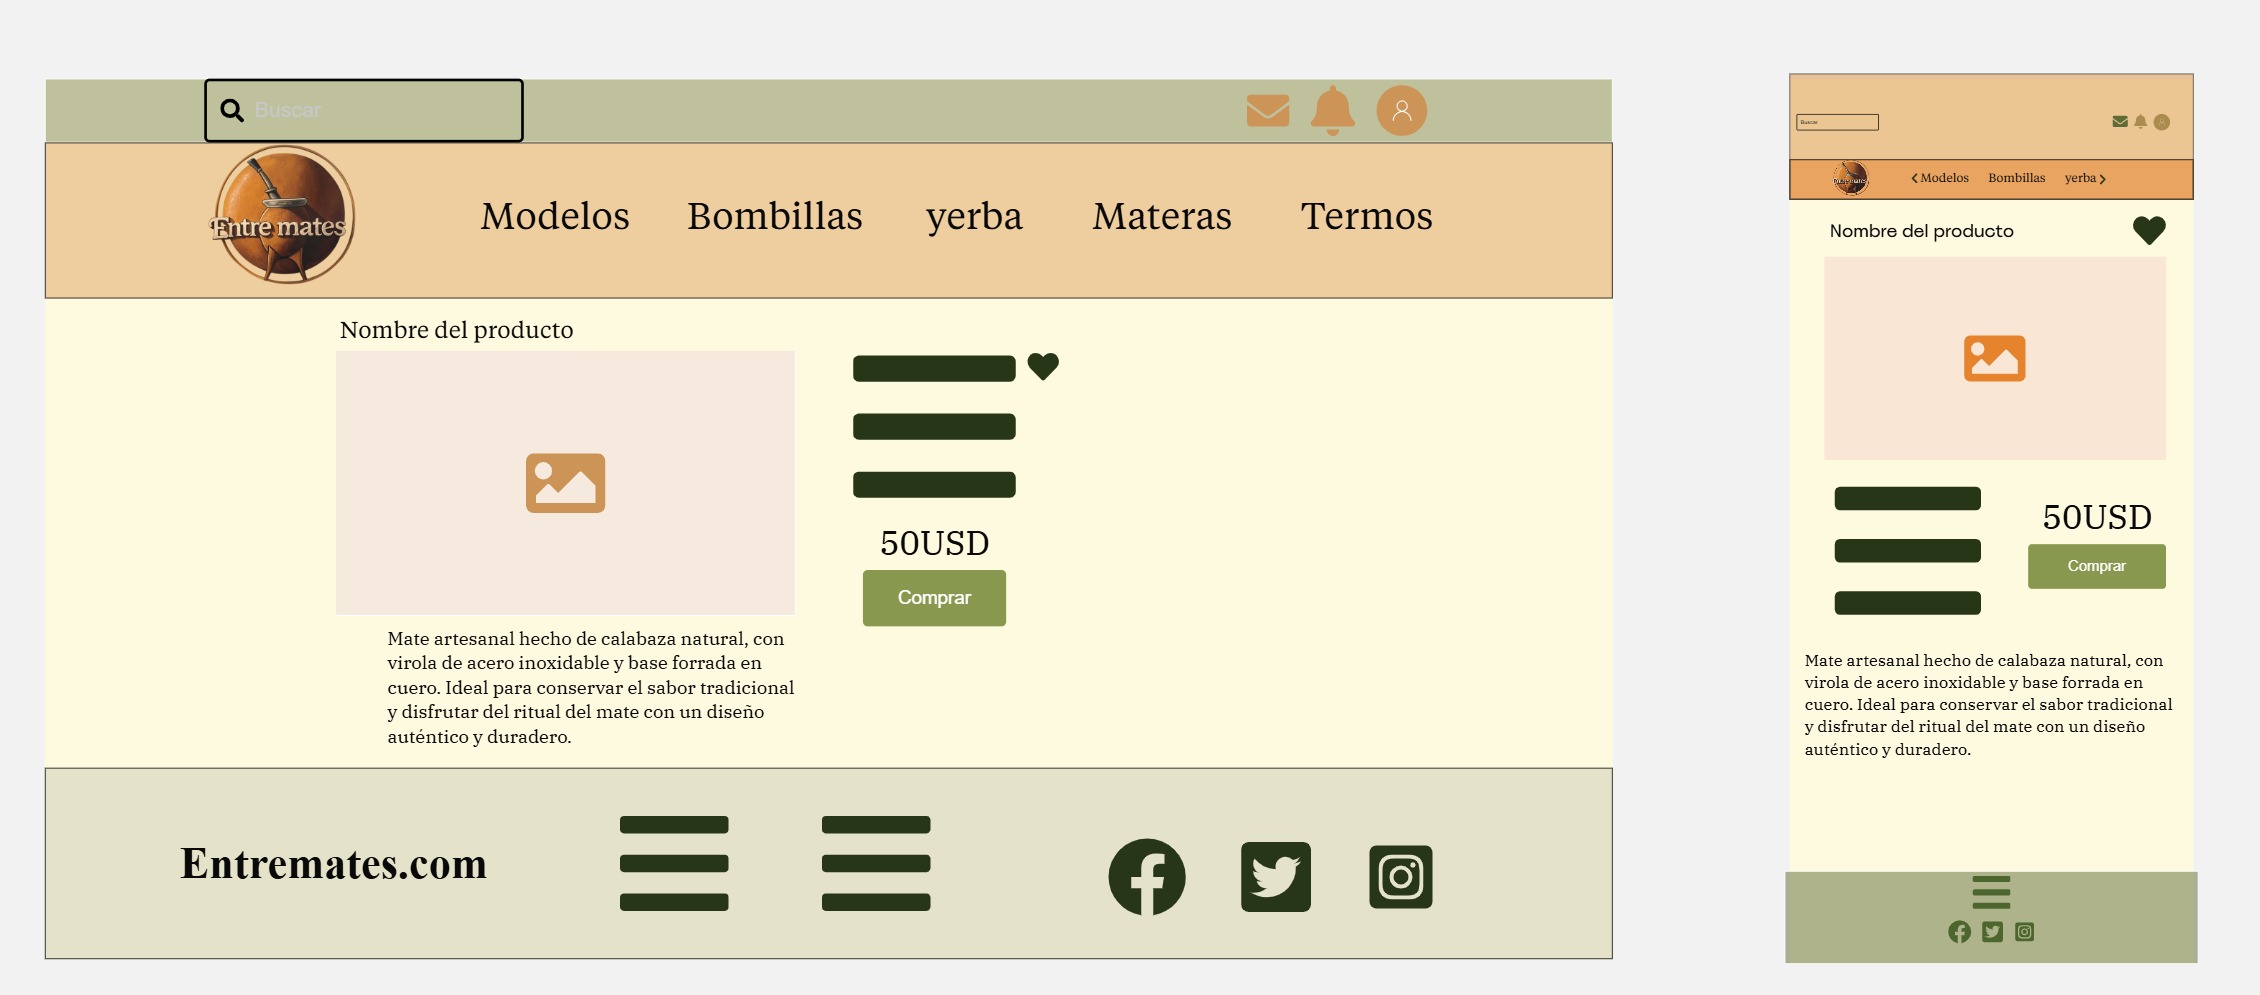 Buscar
Entre mates
Modelos Bombillas yerba Materas Termos
Nombre del producto
50USD
Comprar
Mate artesanal hecho de calabaza natural, con
virola de acero inoxidable y base forrada en
cuero. Ideal para conservar el sabor tradicional
y disfrutar del ritual del mate con un diseño
auténtico y duradero.
Entremates.com
Buscar
Entre mates
Modelos Bombillas yerba
Nombre del producto
50USD
Comprar
Mate artesanal hecho de calabaza natural, con
virola de acero inoxidable y base forrada en
cuero. Ideal para conservar el sabor tradicional
y disfrutar del ritual del mate con un diseño
auténtico y duradero.